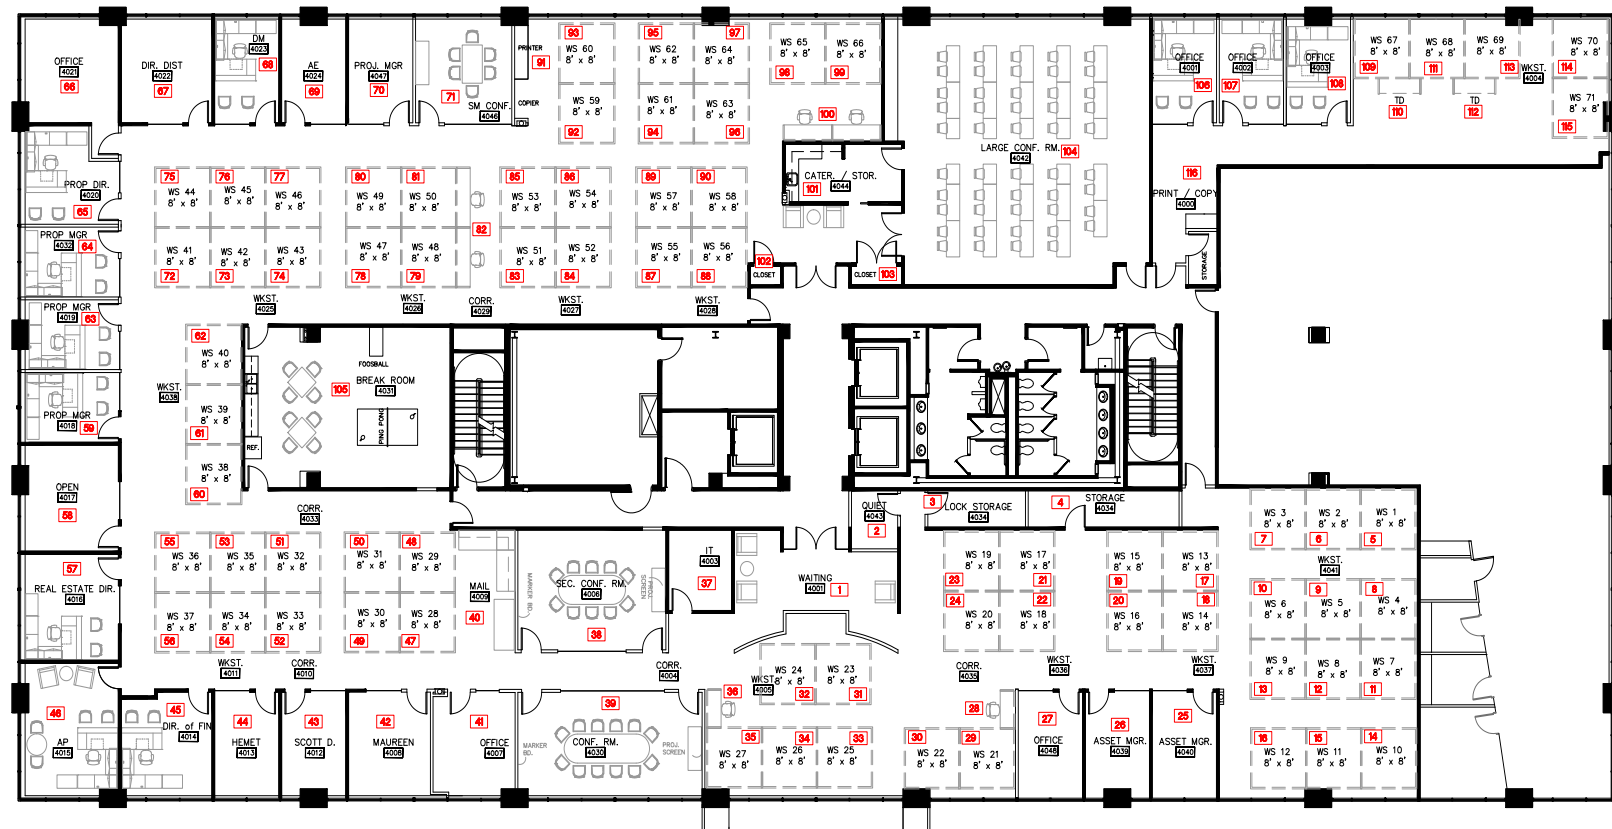 OFFICE
4021
66
DIR. DIST
4022
67
DM
4023
68
AE
4024
69
PROJ. MGR
4047
70
71
SM CONF.
4046
PRINTER
91
COPIER
93
WS 60
8' x 8'
WS 59
8' x 8'
92
95
WS 62
8' x 8'
WS 61
8' x 8'
94
97
WS 64
8' x 8'
WS 63
8' x 8'
96
WS 65
8' x 8'
98
WS 66
8' x 8'
99
100
CATER. / STOR.
101
4044
LARGE CONF. RM.
4042
104
OFFICE
4001
106
OFFICE
4002
107
OFFICE
4003
108
WS 67
8' x 8'
109
WS 68
8' x 8'
111
WS 69
8' x 8'
113
WKST.
4004
WS 70
8' x 8'
114
WS 71
8' x 8'
115
TD
110
TD
112
116
PRINT / COPY
4000
STORAGE
PROP DIR.
4020
65
PROP MGR
4032
64
PROP MGR
4019
63
PROP MGR
4018
59
75
WS 44
8' x 8'
76
WS 45
8' x 8'
77
WS 46
8' x 8'
WS 41
8' x 8'
72
WS 42
8' x 8'
73
WS 43
8' x 8'
74
80
WS 49
8' x 8'
81
WS 50
8' x 8'
WS 47
8' x 8'
78
WS 48
8' x 8'
79
82
85
WS 53
8' x 8'
86
WS 54
8' x 8'
WS 51
8' x 8'
83
WS 52
8' x 8'
84
89
WS 57
8' x 8'
90
WS 58
8' x 8'
WS 55
8' x 8'
87
WS 56
8' x 8'
88
102
CLOSET
103
CLOSET
WKST.
4025
WKST.
4026
CORR.
4029
WKST.
4027
WKST.
4028
62
WS 40
8' x 8'
WS 39
8' x 8'
61
WS 38
8' x 8'
60
WKST.
4038
FOOSBALL
105
BREAK ROOM
4031
PING PONG
REF.
OPEN
4017
58
57
REAL ESTATE DIR.
4016
CORR.
4033
55
WS 36
8' x 8'
53
WS 35
8' x 8'
51
WS 32
8' x 8'
WS 37
8' x 8'
56
WS 34
8' x 8'
54
WS 33
8' x 8'
52
50
WS 31
8' x 8'
48
WS 29
8' x 8'
WS 30
8' x 8'
49
WS 28
8' x 8'
47
MAIL
4009
40
MARKER BD.
SEC. CONF. RM.
4006
PROJ. SCREEN
38
IT
4003
37
WAITING
4001
1
QUIET
4043
2
3
LOCK STORAGE
4034
4
STORAGE
4034
WS 19
8' x 8'
23
WS 17
8' x 8'
21
24
WS 20
8' x 8'
22
WS 18
8' x 8'
WS 15
8' x 8'
19
WS 13
8' x 8'
17
20
WS 16
8' x 8'
18
WS 14
8' x 8'
WS 3
8' x 8'
7
WS 2
8' x 8'
6
WS 1
8' x 8'
5
WKST.
4041
10
WS 6
8' x 8'
9
WS 5
8' x 8'
8
WS 4
8' x 8'
WS 9
8' x 8'
13
WS 8
8' x 8'
12
WS 7
8' x 8'
11
16
WS 12
8' x 8'
15
WS 11
8' x 8'
14
WS 10
8' x 8'
WKST.
4011
CORR.
4010
CORR.
4004
CORR.
4035
WKST.
4036
WKST.
4037
46
AP
4015
45
DIR. of FIN
4014
44
HEMET
4013
43
SCOTT D.
4012
42
MAUREEN
4008
41
OFFICE
4007
39
MARKER
BD.
CONF. RM.
4030
PROJ.
SCREEN
36
WKST
4005
WS 24
8' x 8'
32
WS 23
8' x 8'
31
35
WS 27
8' x 8'
34
WS 26
8' x 8'
33
WS 25
8' x 8'
28
30
WS 22
8' x 8'
29
WS 21
8' x 8'
27
OFFICE
4048
26
ASSET MGR.
4039
25
ASSET MGR.
4040